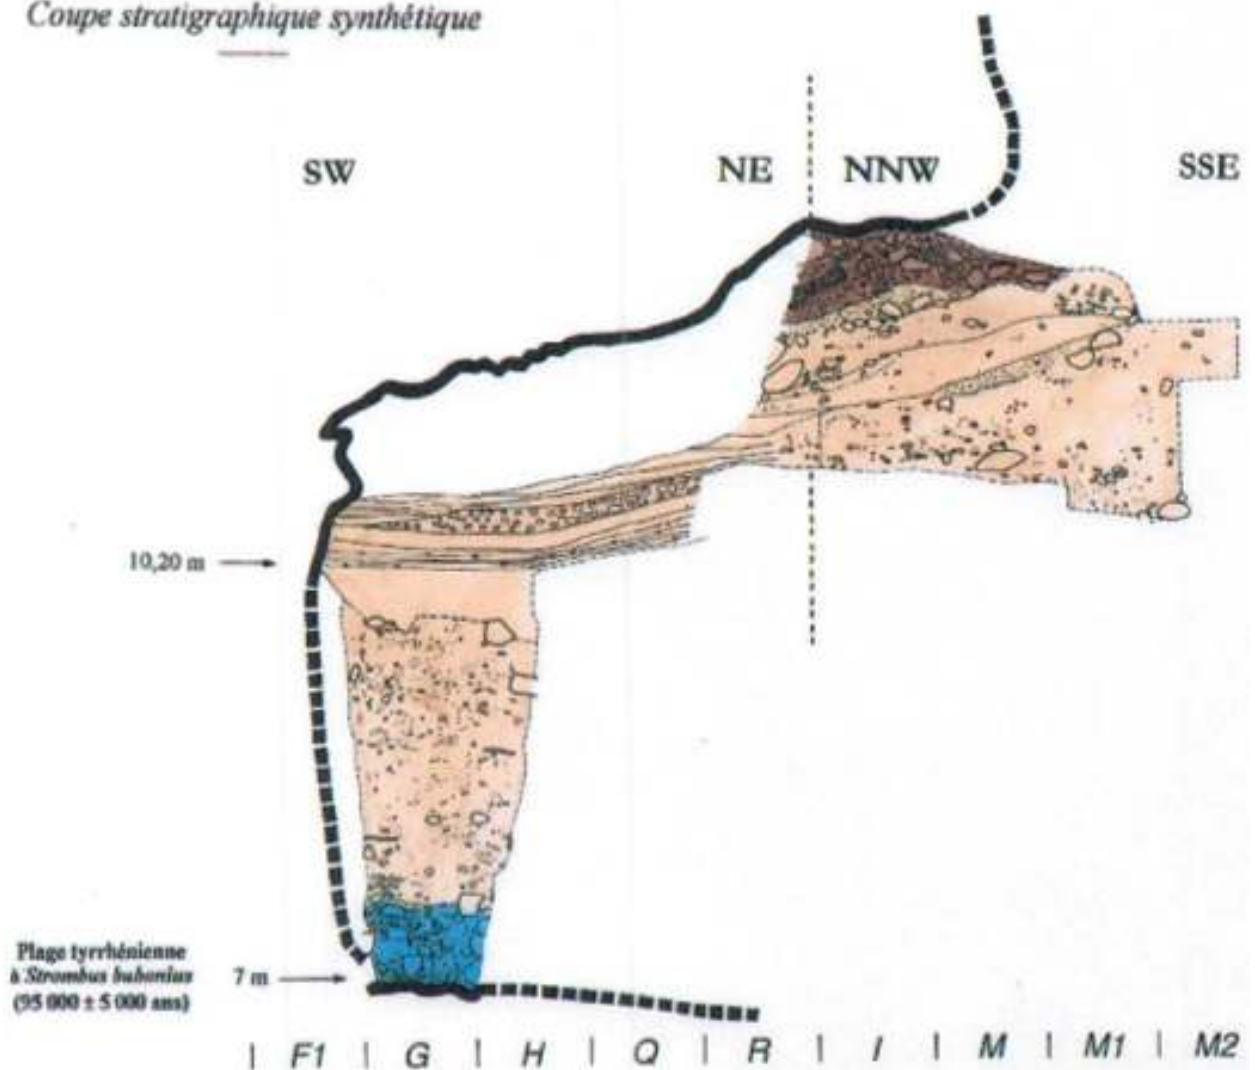 Coupe stratigraphique synthétique
SW NE NNW SSE
10,20 m
Plage tyrrhénienne
à Strombus bubonius
(95 000 ± 5 000 ans)
7 m
| F1 | G | H | Q | R | I | M | M1 | M2